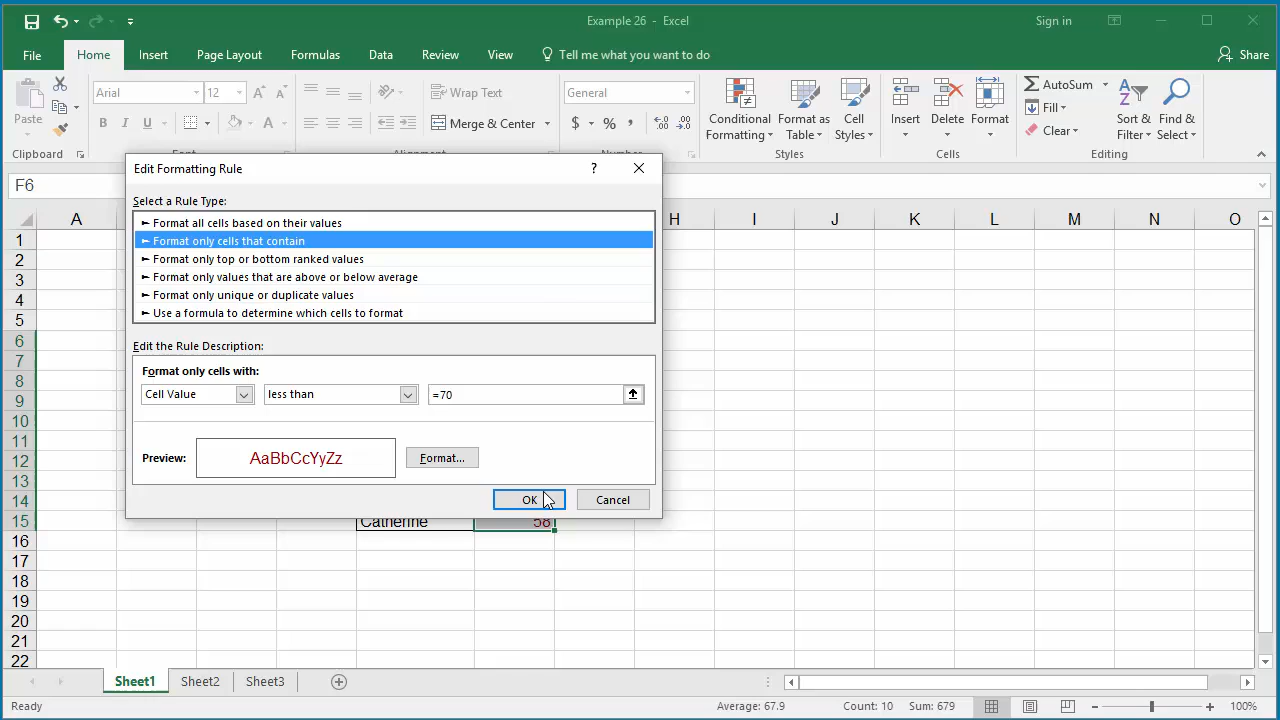 Example 26 - Excel
Sign in
File Home Insert Page Layout Formulas Data Review View Tell me what you want to do Share
Paste
Arial 12
B I U A
Wrap Text
Merge & Center
General
$ % ,
Conditional Formatting
Format as Table
Cell Styles
Insert
Delete
Format
AutoSum
Fill
Clear
Sort & Filter
Find & Select
Clipboard Styles Cells Editing
F6
Edit Formatting Rule ?
Select a Rule Type:
► Format all cells based on their values
► Format only cells that contain
► Format only top or bottom ranked values
► Format only values that are above or below average
► Format only unique or duplicate values
► Use a formula to determine which cells to format
Edit the Rule Description:
Format only cells with:
Cell Value less than =70
Preview: AaBbCcYyZz Format...
OK Cancel
A H I J K L M N O
1
2
3
4
5
6
7
8
9
10
11
12
13
14
15 Catherine 58
16
17
18
19
20
21
22
Sheet1 Sheet2 Sheet3
Ready Average: 67.9 Count: 10 Sum: 679 100%